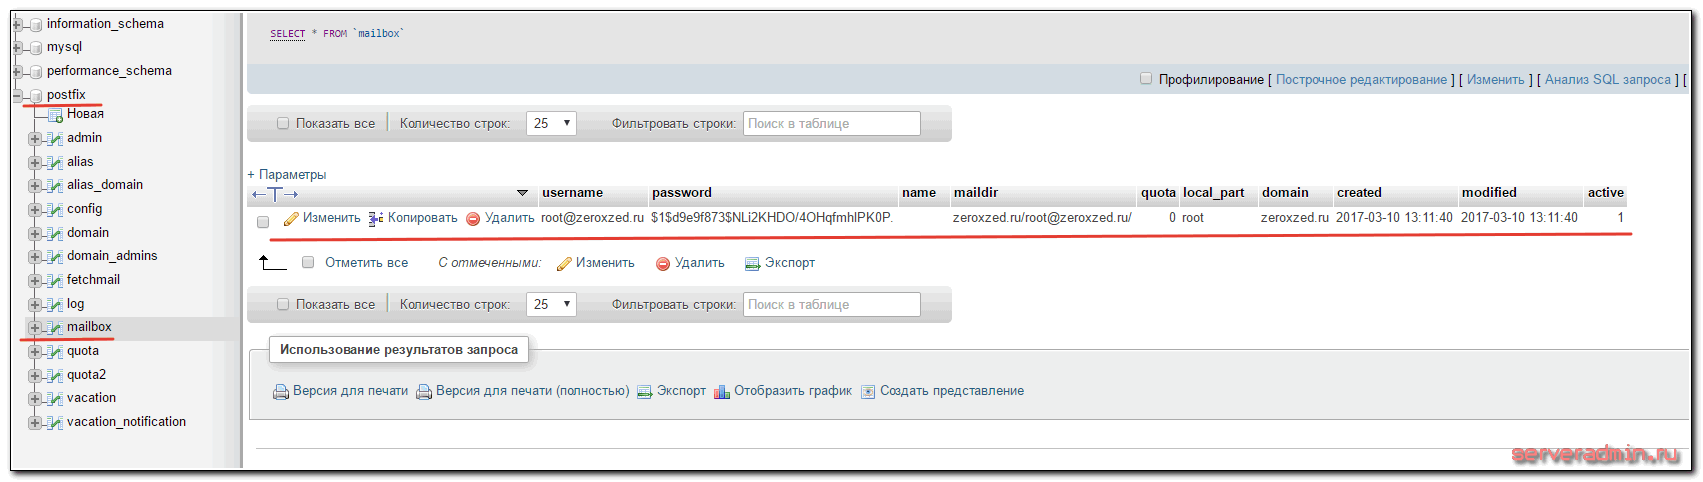 information_schema
mysql
performance_schema
postfix
Новая
admin
alias
alias_domain
config
domain
domain_admins
fetchmail
log
mailbox
quota
quota2
vacation
vacation_notification
SELECT * FROM `mailbox`
Профилирование [ Построчное редактирование ] [ Изменить ] [ Анализ SQL запроса ] [
Показать все Количество строк: 25 Фильтровать строки: Поиск в таблице
+ Параметры
←T→ username password name maildir quota local_part domain created modified active
Изменить Копировать Удалить root@zeroxzed.ru $1$d9e9f873$NLi2KHDO/4OHqfmhIPK0P. zeroxzed.ru/root@zeroxzed.ru/ 0 root zeroxzed.ru 2017-03-10 13:11:40 2017-03-10 13:11:40 1
Отметить все С отмеченными: Изменить Удалить Экспорт
Показать все Количество строк: 25 Фильтровать строки: Поиск в таблице
Использование результатов запроса
Версия для печати Версия для печати (полностью) Экспорт Отобразить график Создать представление
serveradmin.ru